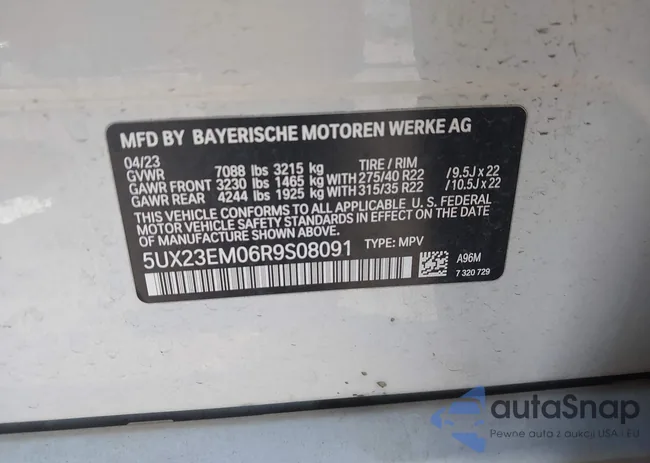 MFD BY BAYERISCHE MOTOREN WERKE AG
04/23
GVWR 7088 lbs 3215 kg TIRE / RIM
GAWR FRONT 3230 lbs 1465 kg WITH 275/40 R22 /9.5J x 22
GAWR REAR 4244 lbs 1925 kg WITH 315/35 R22 /10.5J x 22
THIS VEHICLE CONFORMS TO ALL APPLICABLE U. S. FEDERAL
MOTOR VEHICLE SAFETY STANDARDS IN EFFECT ON THE DATE
OF MANUFACTURE SHOWN ABOVE.
5UX23EM06R9S08091 TYPE: MPV
A96M
7 320 729
autaSnap
Pewne auta z aukcji USA i EU